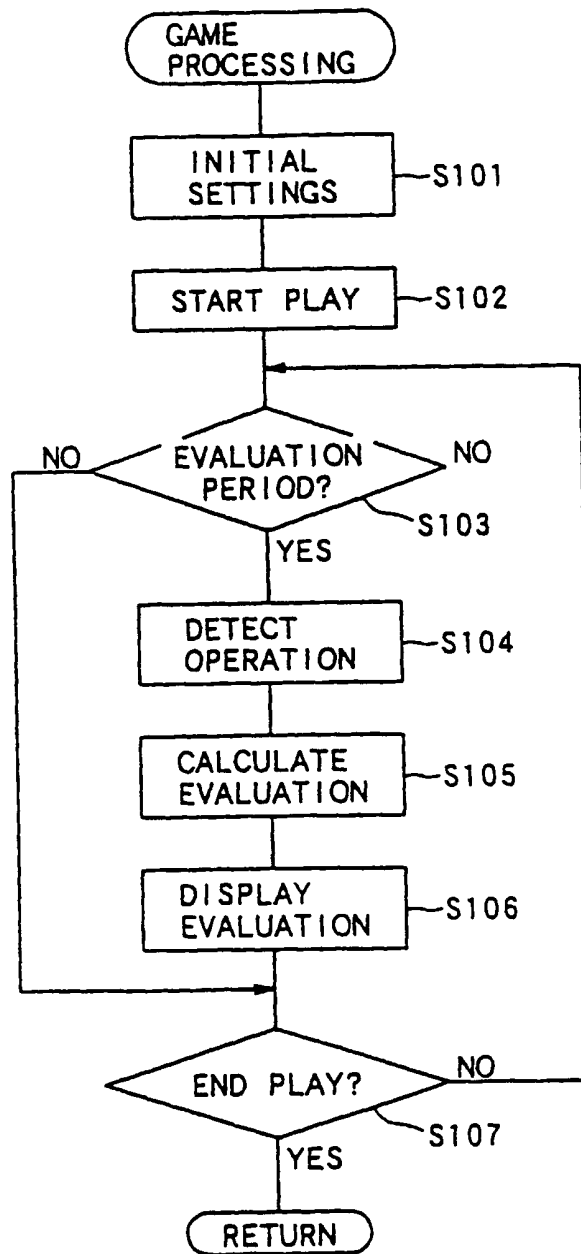 GAME
PROCESSING
INITIAL
SETTINGS
S101
START PLAY
S102
NO
EVALUATION
PERIOD?
NO
S103
YES
DETECT
OPERATION
S104
CALCULATE
EVALUATION
S105
DISPLAY
EVALUATION
S106
END PLAY?
NO
S107
YES
RETURN